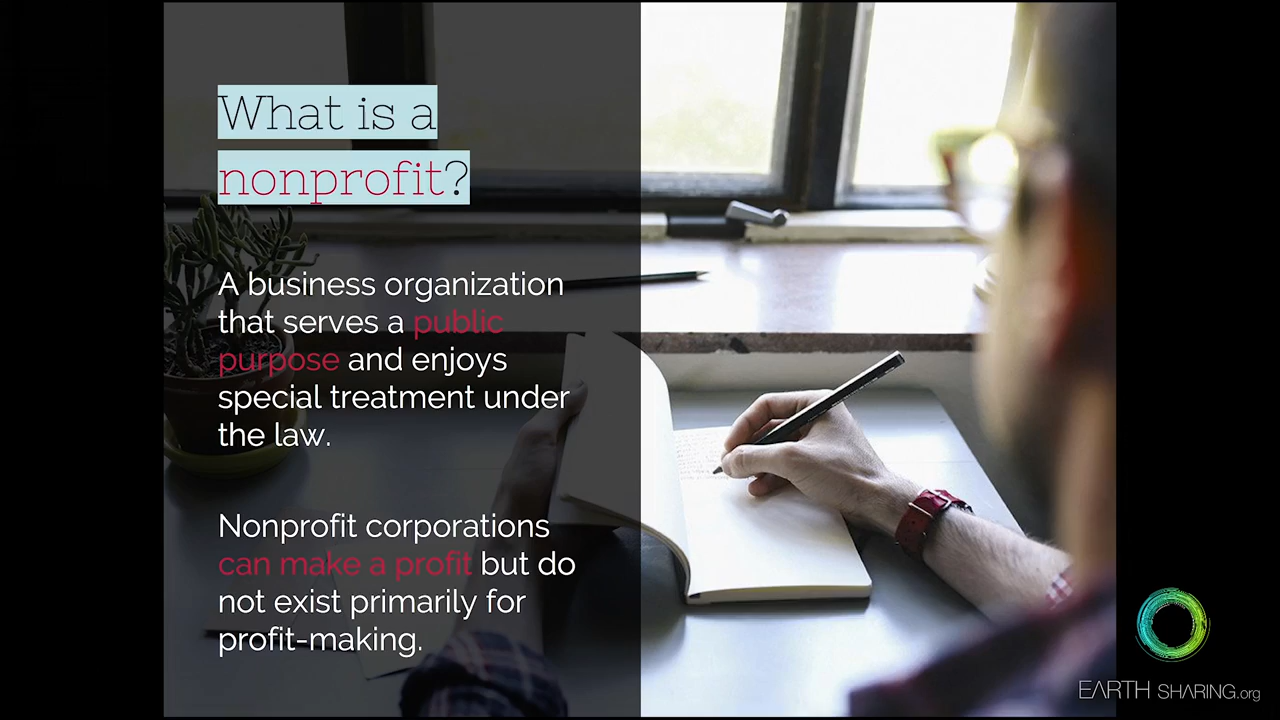 What is a
nonprofit?
A business organization
that serves a public
purpose and enjoys
special treatment under
the law.
Nonprofit corporations
can make a profit but do
not exist primarily for
profit-making.
EARTH SHARING.org